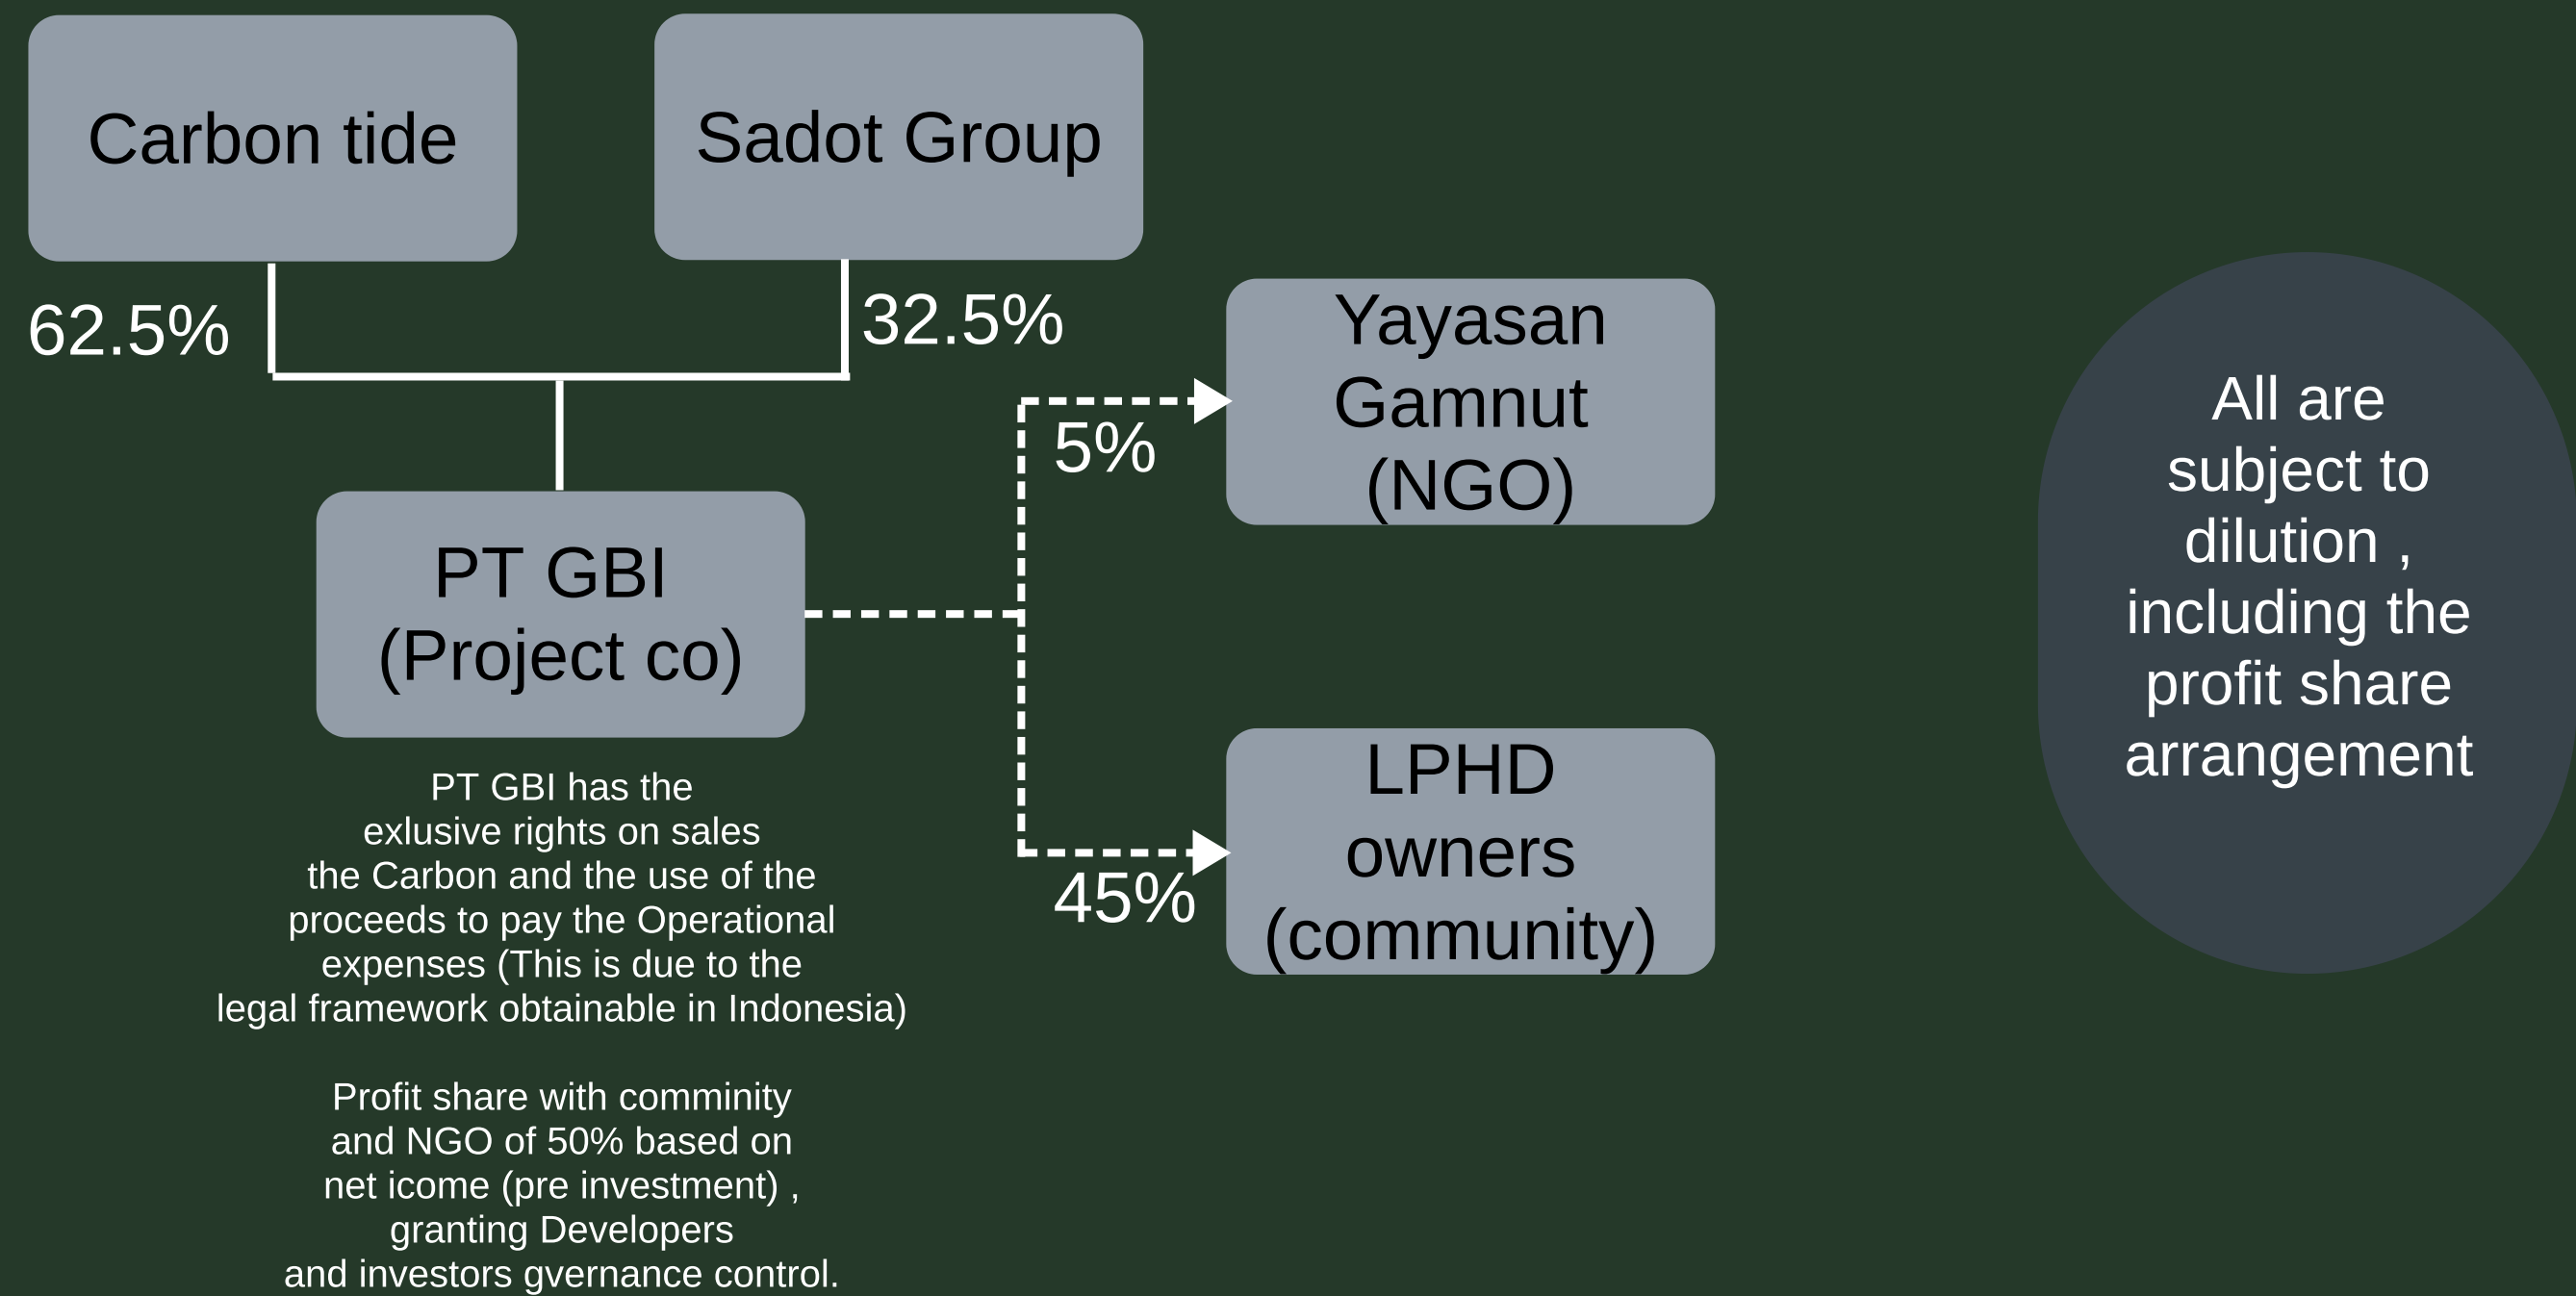 Carbon tide
Sadot Group
62.5%
32.5%
Yayasan
Gamnut
(NGO)
5%
PT GBI
(Project co)
LPHD
owners
(community)
45%
PT GBI has the
exlusive rights on sales
the Carbon and the use of the
proceeds to pay the Operational
expenses (This is due to the
legal framework obtainable in Indonesia)
Profit share with comminity
and NGO of 50% based on
net icome (pre investment) ,
granting Developers
and investors gvernance control.
All are
subject to
dilution ,
including the
profit share
arrangement